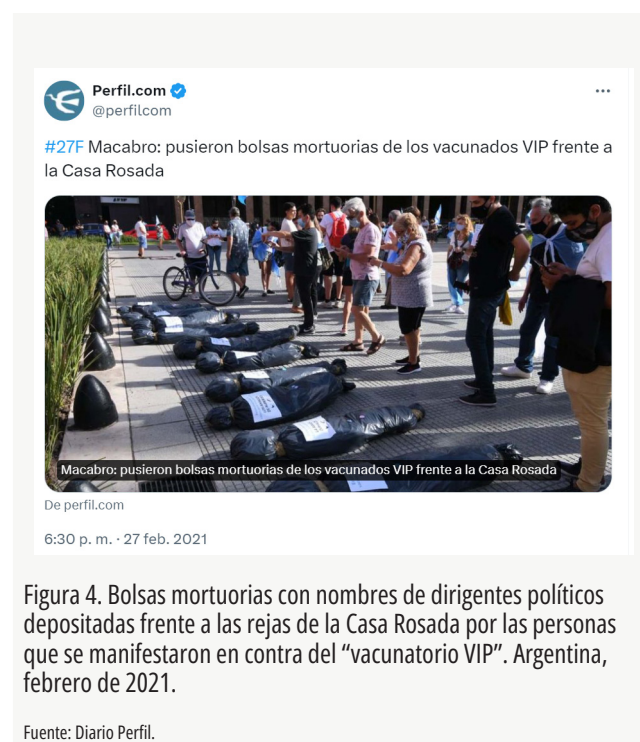 Perfil.com
@perfilcom
#27F Macabro: pusieron bolsas mortuorias de los vacunados VIP frente a
la Casa Rosada
Macabro: pusieron bolsas mortuorias de los vacunados VIP frente a la Casa Rosada
De perfil.com
6:30 p. m. · 27 feb. 2021
Figura 4. Bolsas mortuorias con nombres de dirigentes políticos
depositadas frente a las rejas de la Casa Rosada por las personas
que se manifestaron en contra del “vacunatorio VIP”. Argentina,
febrero de 2021.
Fuente: Diario Perfil.